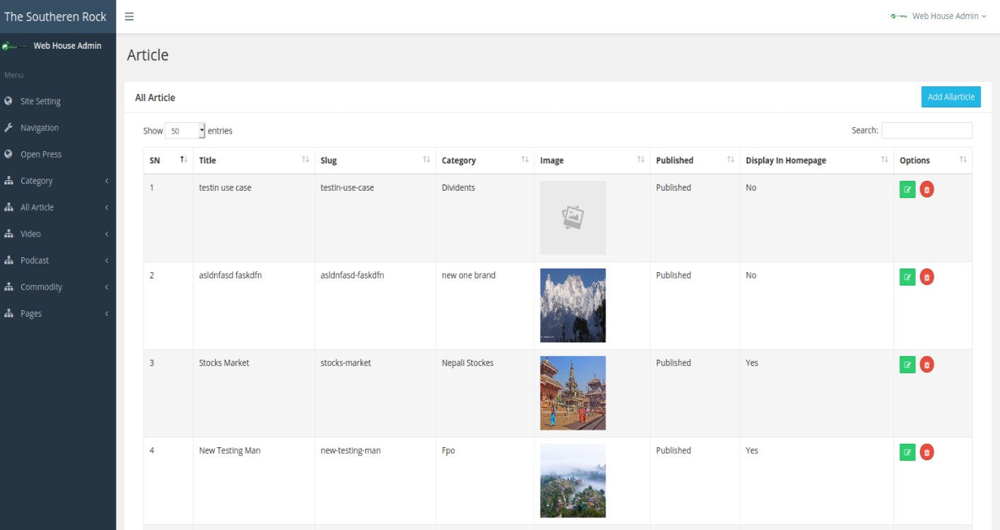 The Southeren Rock
Web House Admin
Web House Admin
Menu
Site Setting
Navigation
Open Press
Category
All Article
Video
Podcast
Commodity
Pages
Article
All Article
Add Allarticle
Show 50 entries
Search:
SN Title Slug Category Image Published Display In Homepage Options
1 testin use case testin-use-case Dividents Published No
2 asldnfasd faskdfn asldnfasd-faskdfn new one brand Published No
3 Stocks Market stocks-market Nepali Stockes Published Yes
4 New Testing Man new-testing-man Fpo Published Yes